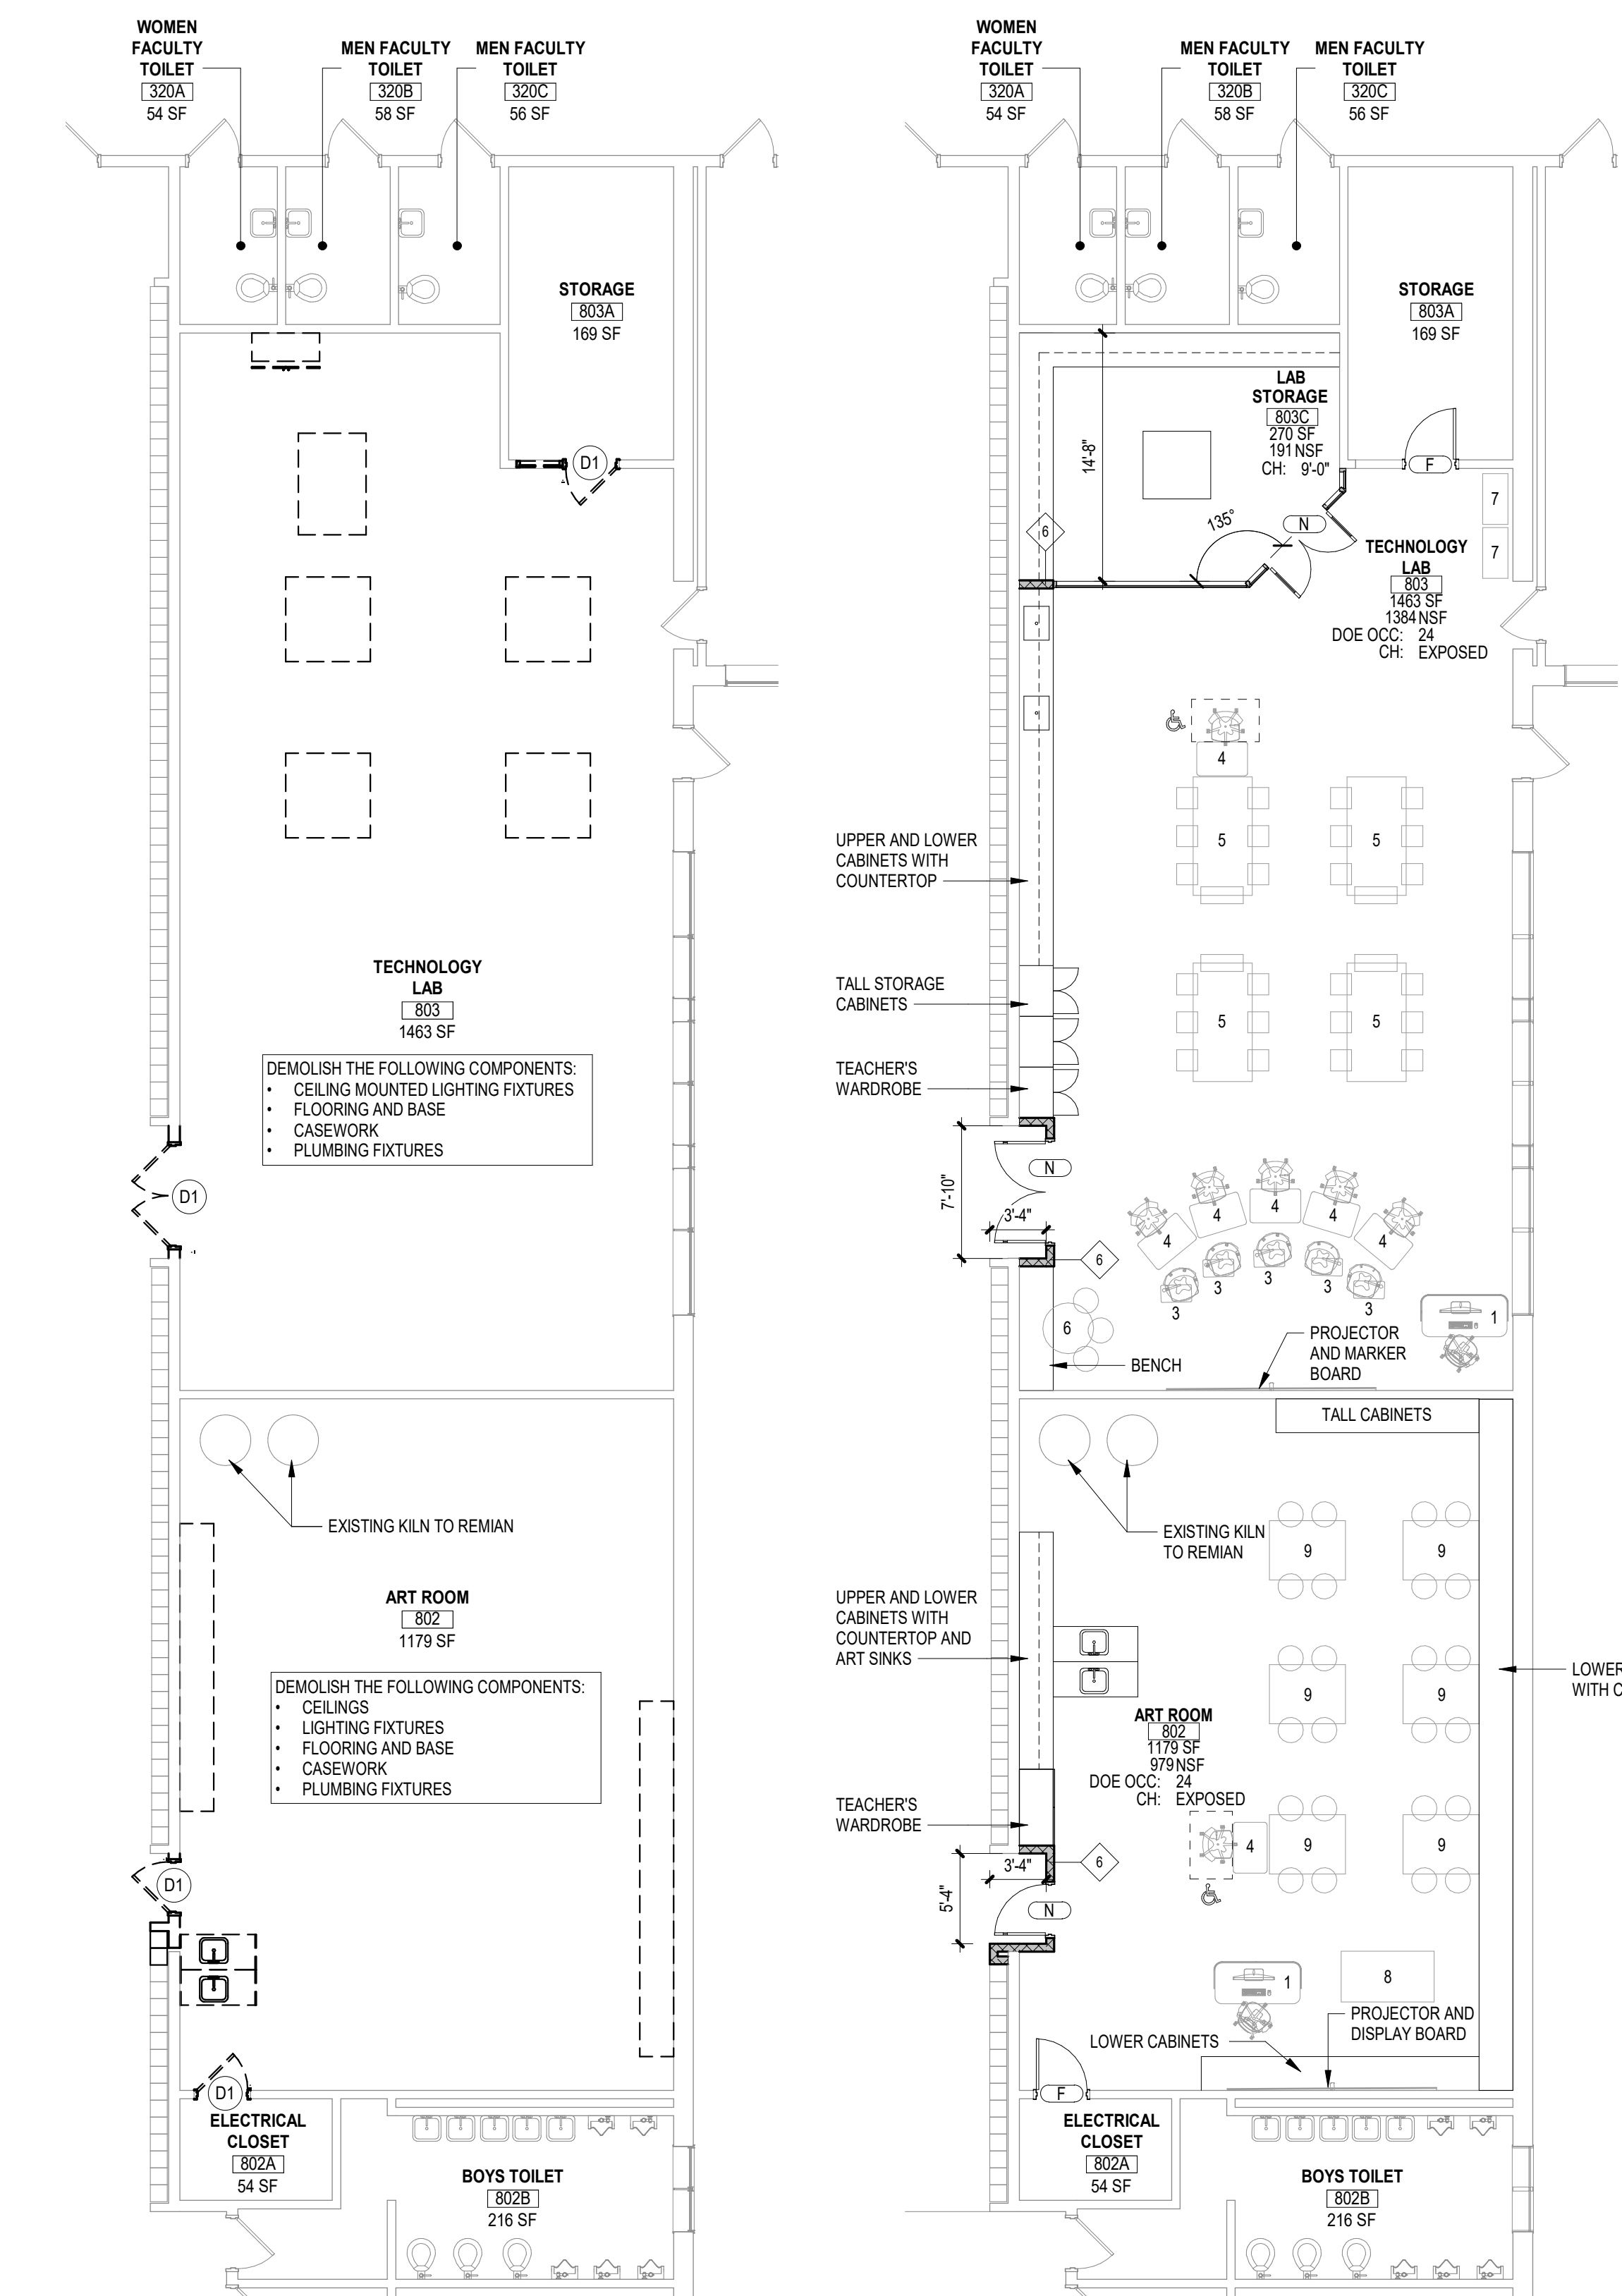 WOMEN
FACULTY
TOILET
320A
54 SF
MEN FACULTY
TOILET
320B
58 SF
MEN FACULTY
TOILET
320C
56 SF
STORAGE
803A
169 SF
D1
TECHNOLOGY
LAB
803
1463 SF
DEMOLISH THE FOLLOWING COMPONENTS:
• CEILING MOUNTED LIGHTING FIXTURES
• FLOORING AND BASE
• CASEWORK
• PLUMBING FIXTURES
D1
EXISTING KILN TO REMIAN
ART ROOM
802
1179 SF
DEMOLISH THE FOLLOWING COMPONENTS:
• CEILINGS
• LIGHTING FIXTURES
• FLOORING AND BASE
• CASEWORK
• PLUMBING FIXTURES
D1
D1
ELECTRICAL
CLOSET
802A
54 SF
BOYS TOILET
802B
216 SF
WOMEN
FACULTY
TOILET
320A
54 SF
MEN FACULTY
TOILET
320B
58 SF
MEN FACULTY
TOILET
320C
56 SF
STORAGE
803A
169 SF
LAB
STORAGE
803C
270 SF
191 NSF
CH: 9'-0"
14'-8"
F
7
7
6
135°
N
TECHNOLOGY
LAB
803
1463 SF
1384 NSF
DOE OCC: 24
CH: EXPOSED
4
5
5
UPPER AND LOWER
CABINETS WITH
COUNTERTOP
5
5
TALL STORAGE
CABINETS
TEACHER'S
WARDROBE
N
7'-10"
3'-4"
6
4
4
4
4
4
3
3
3
3
3
1
6
BENCH
PROJECTOR
AND MARKER
BOARD
TALL CABINETS
EXISTING KILN
TO REMIAN
9
9
UPPER AND LOWER
CABINETS WITH
COUNTERTOP AND
ART SINKS
LOWER
WITH C
9
9
ART ROOM
802
1179 SF
979 NSF
DOE OCC: 24
CH: EXPOSED
TEACHER'S
WARDROBE
4
9
9
6
3'-4"
5'-4"
N
1
8
PROJECTOR AND
DISPLAY BOARD
LOWER CABINETS
F
ELECTRICAL
CLOSET
802A
54 SF
BOYS TOILET
802B
216 SF